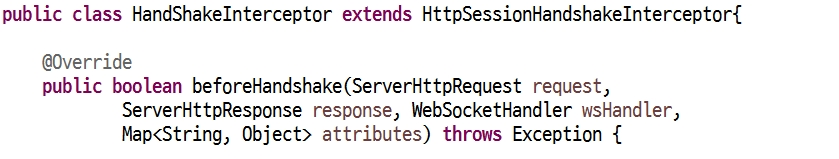 public class HandShakeInterceptor extends HttpSessionHandshakeInterceptor{
@Override
public boolean beforeHandshake(ServerHttpRequest request,
ServerHttpResponse response, WebSocketHandler wsHandler,
Map<String, Object> attributes) throws Exception {